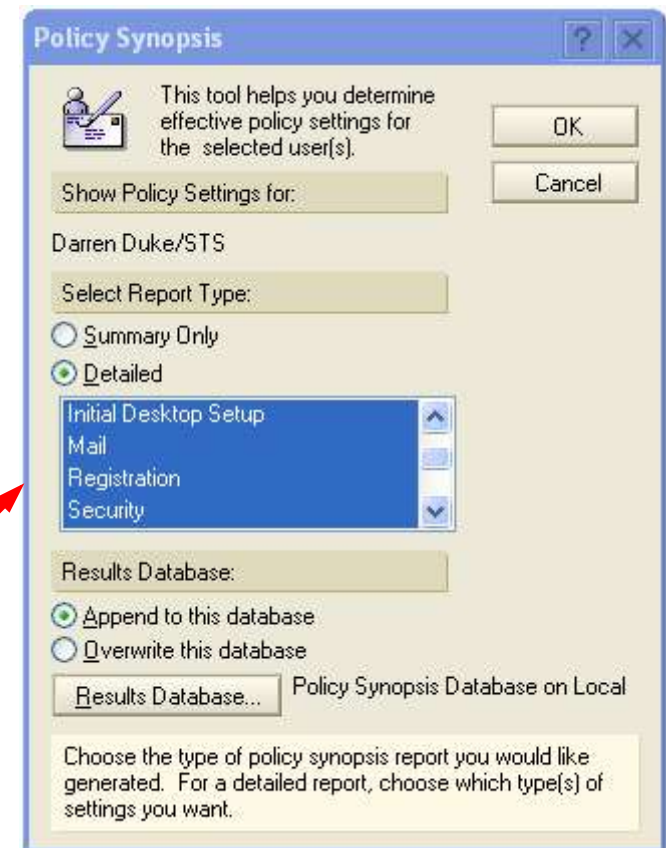 Policy Synopsis
This tool helps you determine
effective policy settings for
the selected user(s).
OK
Cancel
Show Policy Settings for:
Darren Duke/STS
Select Report Type:
Summary Only
Detailed
Initial Desktop Setup
Mail
Registration
Security
Results Database:
Append to this database
Overwrite this database
Results Database...
Policy Synopsis Database on Local
Choose the type of policy synopsis report you would like
generated. For a detailed report, choose which type(s) of
settings you want.